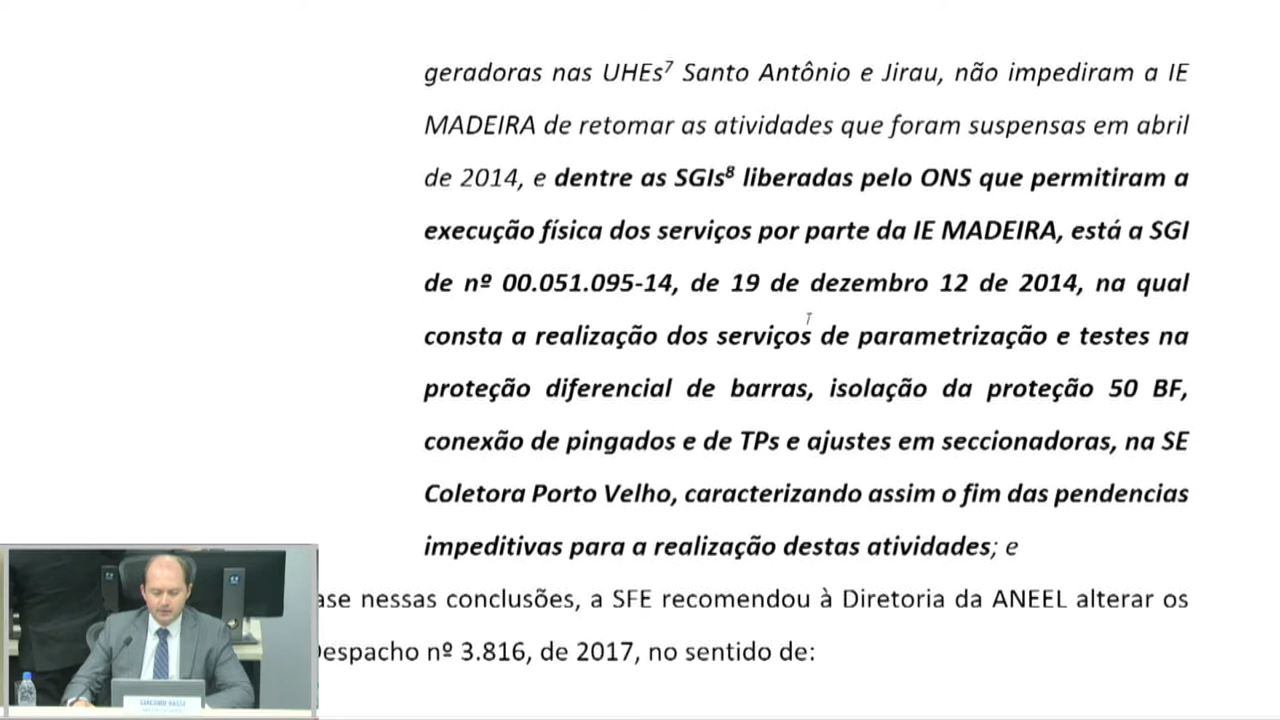 geradoras nas UHEs⁷ Santo Antônio e Jirau, não impediram a IE
MADEIRA de retomar as atividades que foram suspensas em abril
de 2014, e dentre as SGIs⁸ liberadas pelo ONS que permitiram a
execução física dos serviços por parte da IE MADEIRA, está a SGI
de nº 00.051.095-14, de 19 de dezembro 12 de 2014, na qual
consta a realização dos serviços de parametrização e testes na
proteção diferencial de barras, isolação da proteção 50 BF,
conexão de pingados e de TPs e ajustes em seccionadoras, na SE
Coletora Porto Velho, caracterizando assim o fim das pendencias
impeditivas para a realização destas atividades; e
ase nessas conclusões, a SFE recomendou à Diretoria da ANEEL alterar os
Despacho nº 3.816, de 2017, no sentido de: